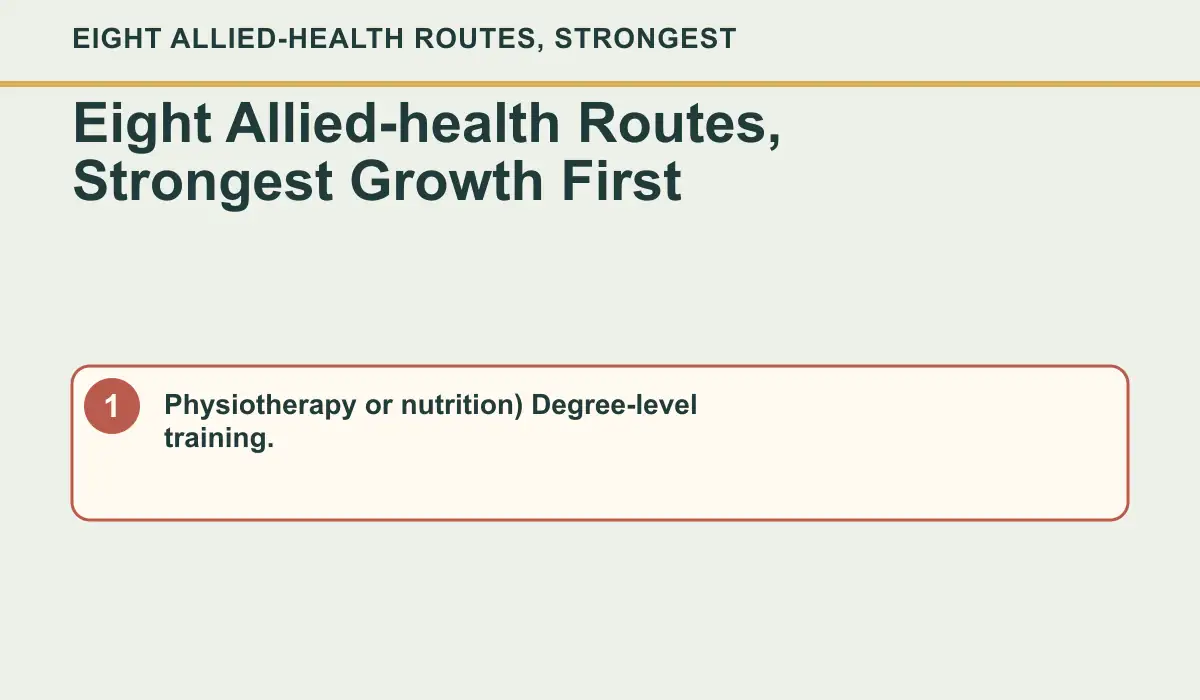 EIGHT ALLIED-HEALTH ROUTES, STRONGEST
Eight Allied-health Routes,
Strongest Growth First
1
Physiotherapy or nutrition) Degree-level
training.